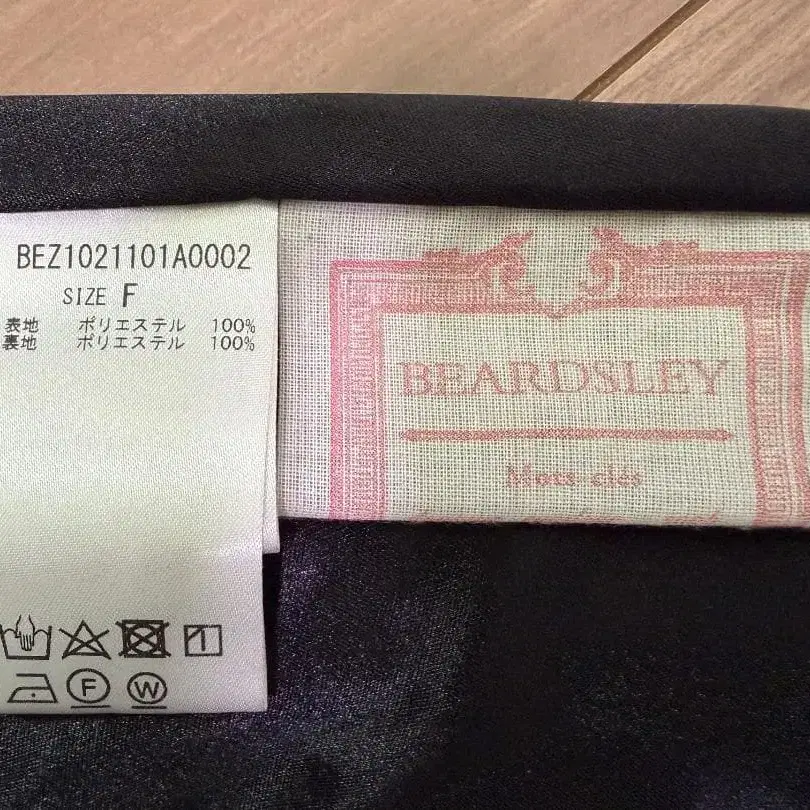 BEZ1021101A0002
SIZE F
表地 ポリエステル 100%
裏地 ポリエステル 100%
BEARDSLEY
Mots-clés
F
W